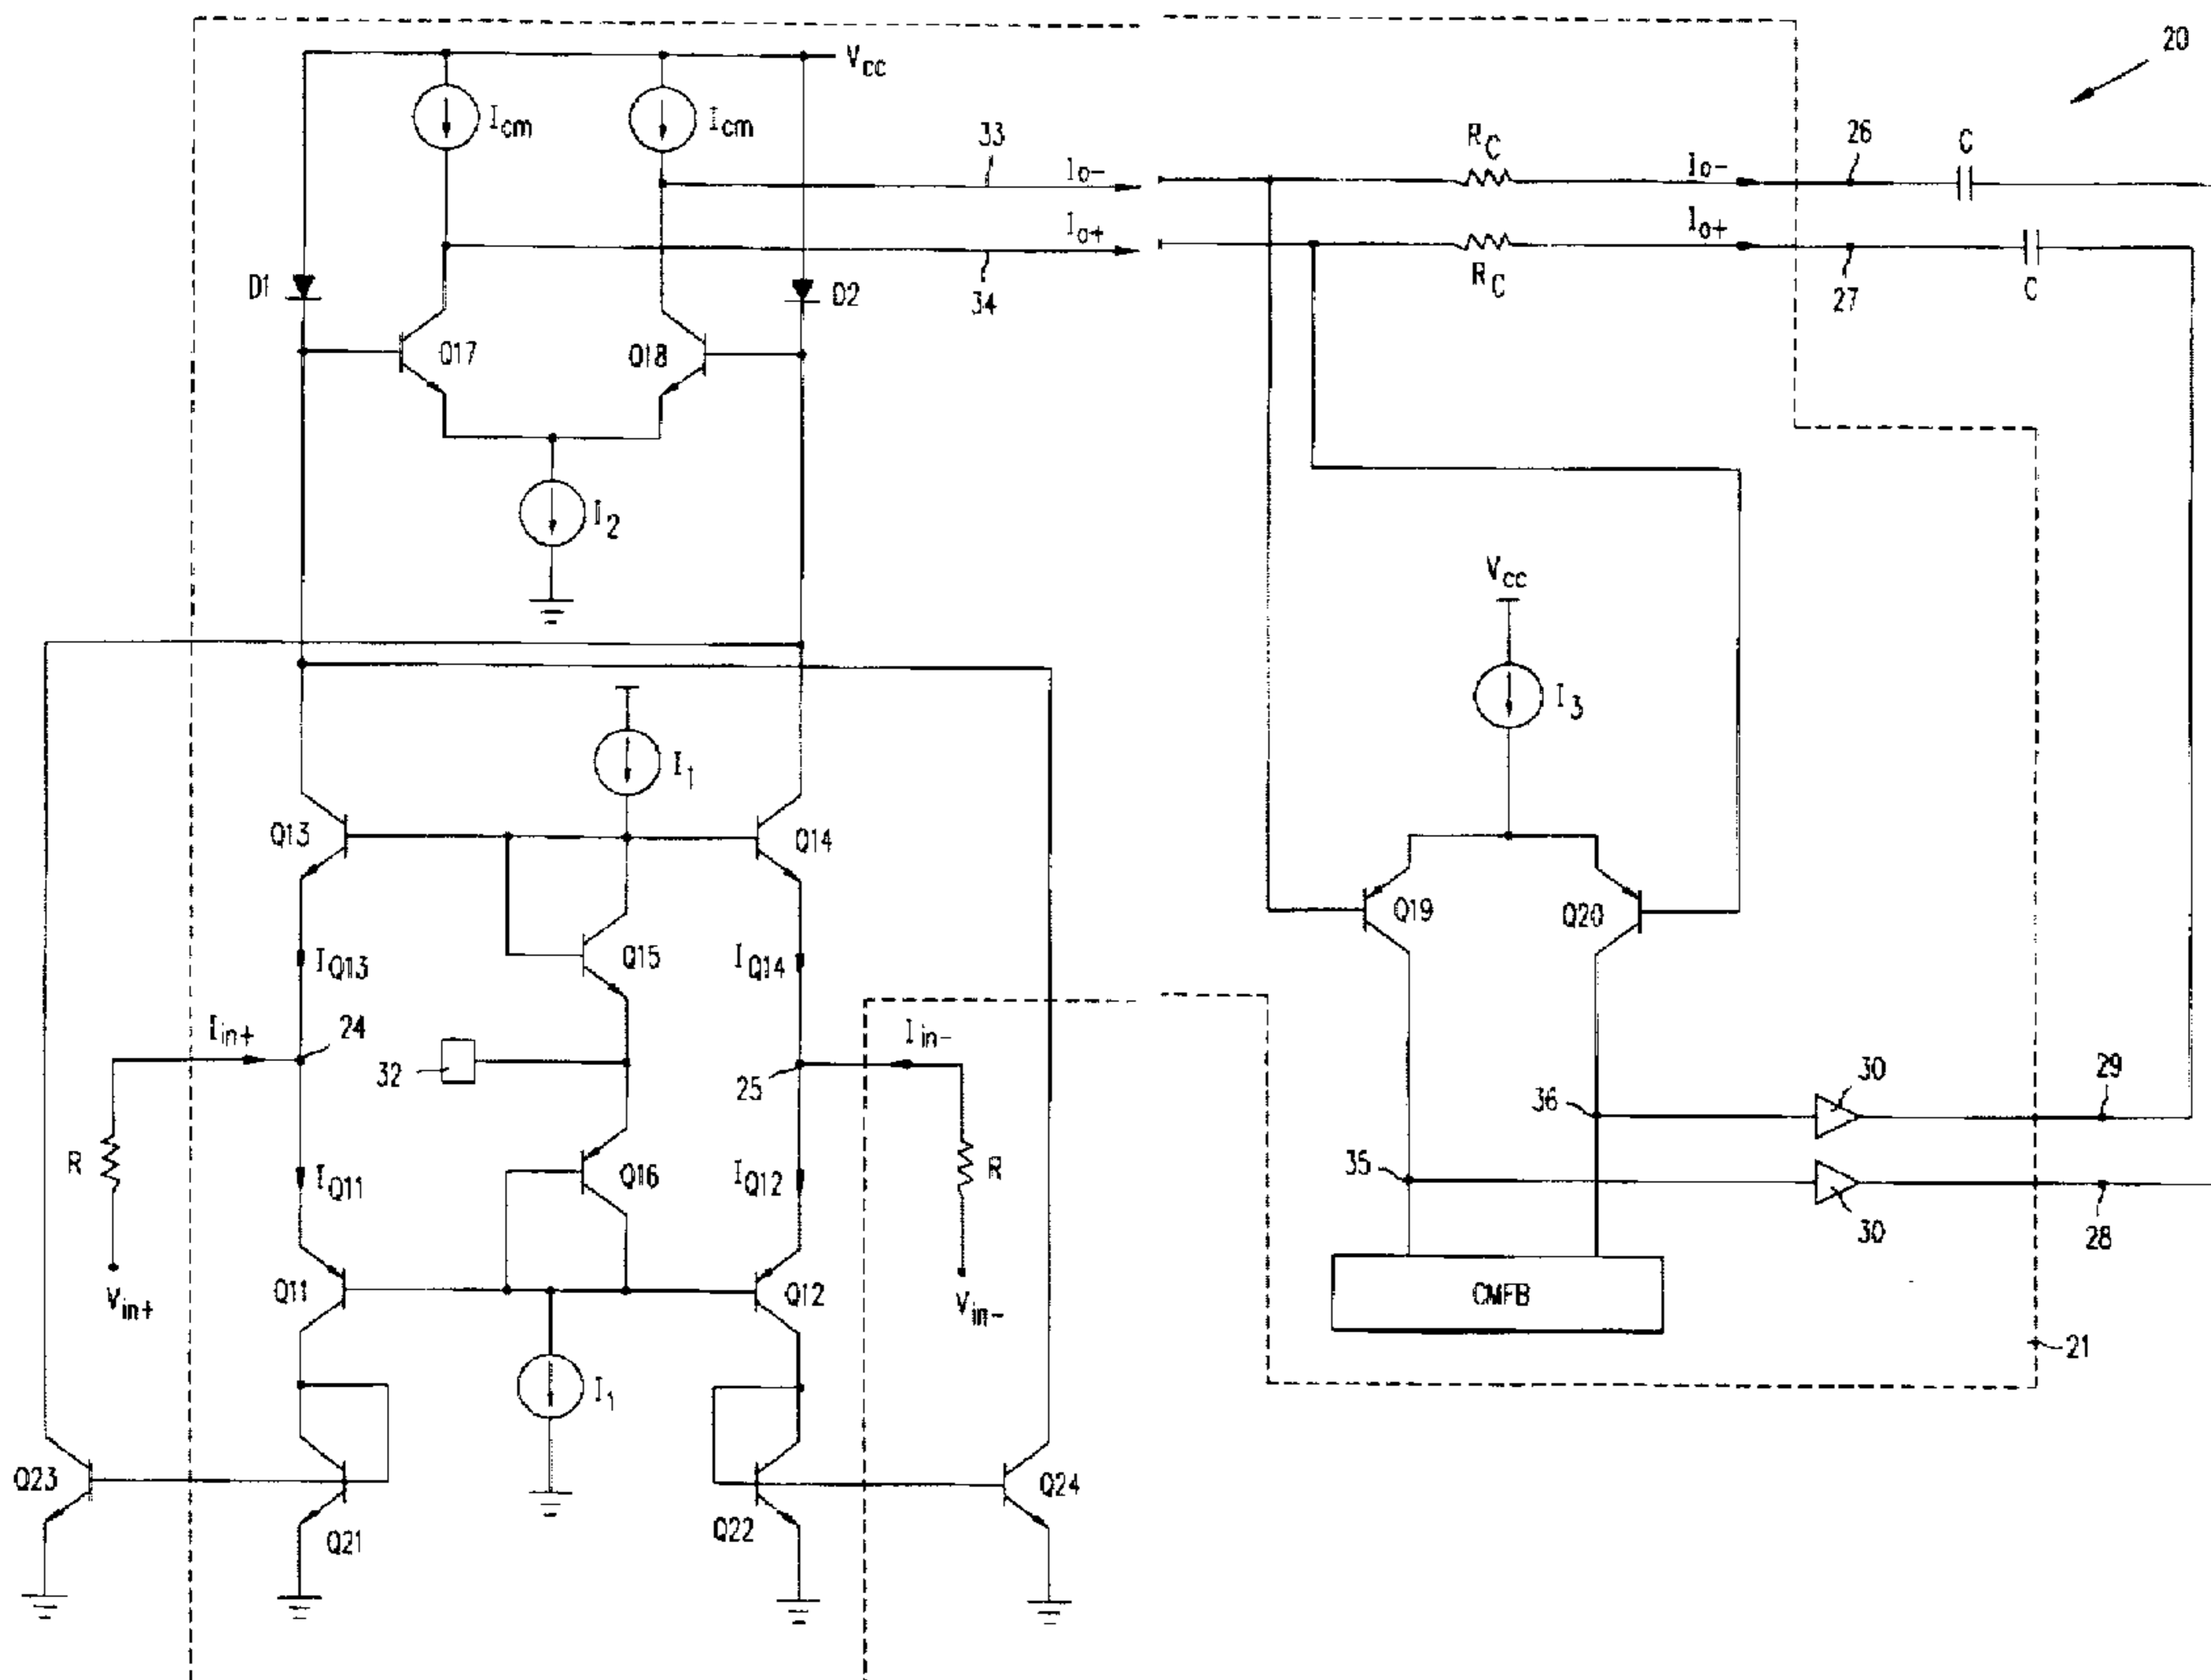 20
Vcc
Icm
Icm
33
Io-
RC
Io-
26
C
Io+
RC
Io+
27
C
34
D1
D2
Q17
Q18
I2
Vcc
I3
I1
Q13
Q14
Q19
Q20
Q15
IQ13
IQ14
Iin+
24
32
25
Iin-
36
30
29
R
Q16
R
IQ11
IQ12
35
30
28
Vin+
Q11
Q12
Vin-
CMFB
21
I1
Q23
Q21
Q22
Q24